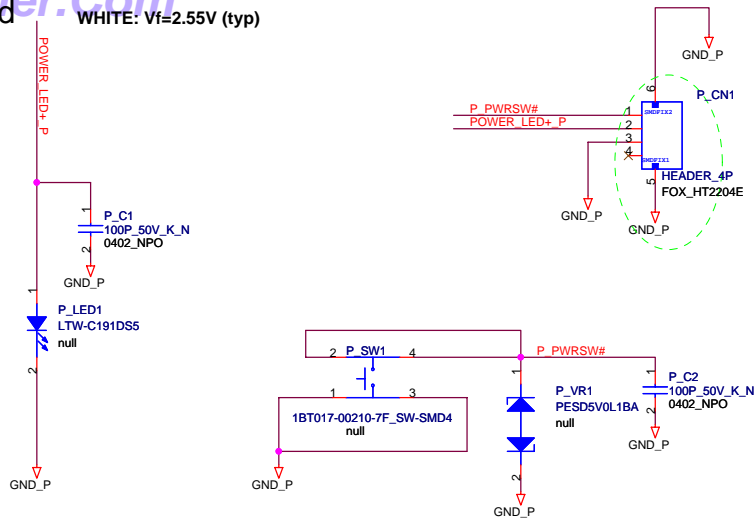 d
er.Com
WHITE: Vf=2.55V (typ)
POWER_LED+_P
1
P_C1
100P_50V_K_N
0402_NPO
2
GND_P
1
P_LED1
LTW-C191DS5
null
2
GND_P
GND_P
6
P_CN1
P_PWRSW#
1
SMDFIX2
POWER_LED+_P
2
3
4
SMDFIX1
5
HEADER_4P
FOX_HT2204E
GND_P
GND_P
2
P_SW1
4
P_PWRSW#
1
3
1BT017-00210-7F_SW-SMD4
null
GND_P
1
P_VR1
PESD5V0L1BA
null
2
GND_P
1
P_C2
100P_50V_K_N
0402_NPO
2
GND_P